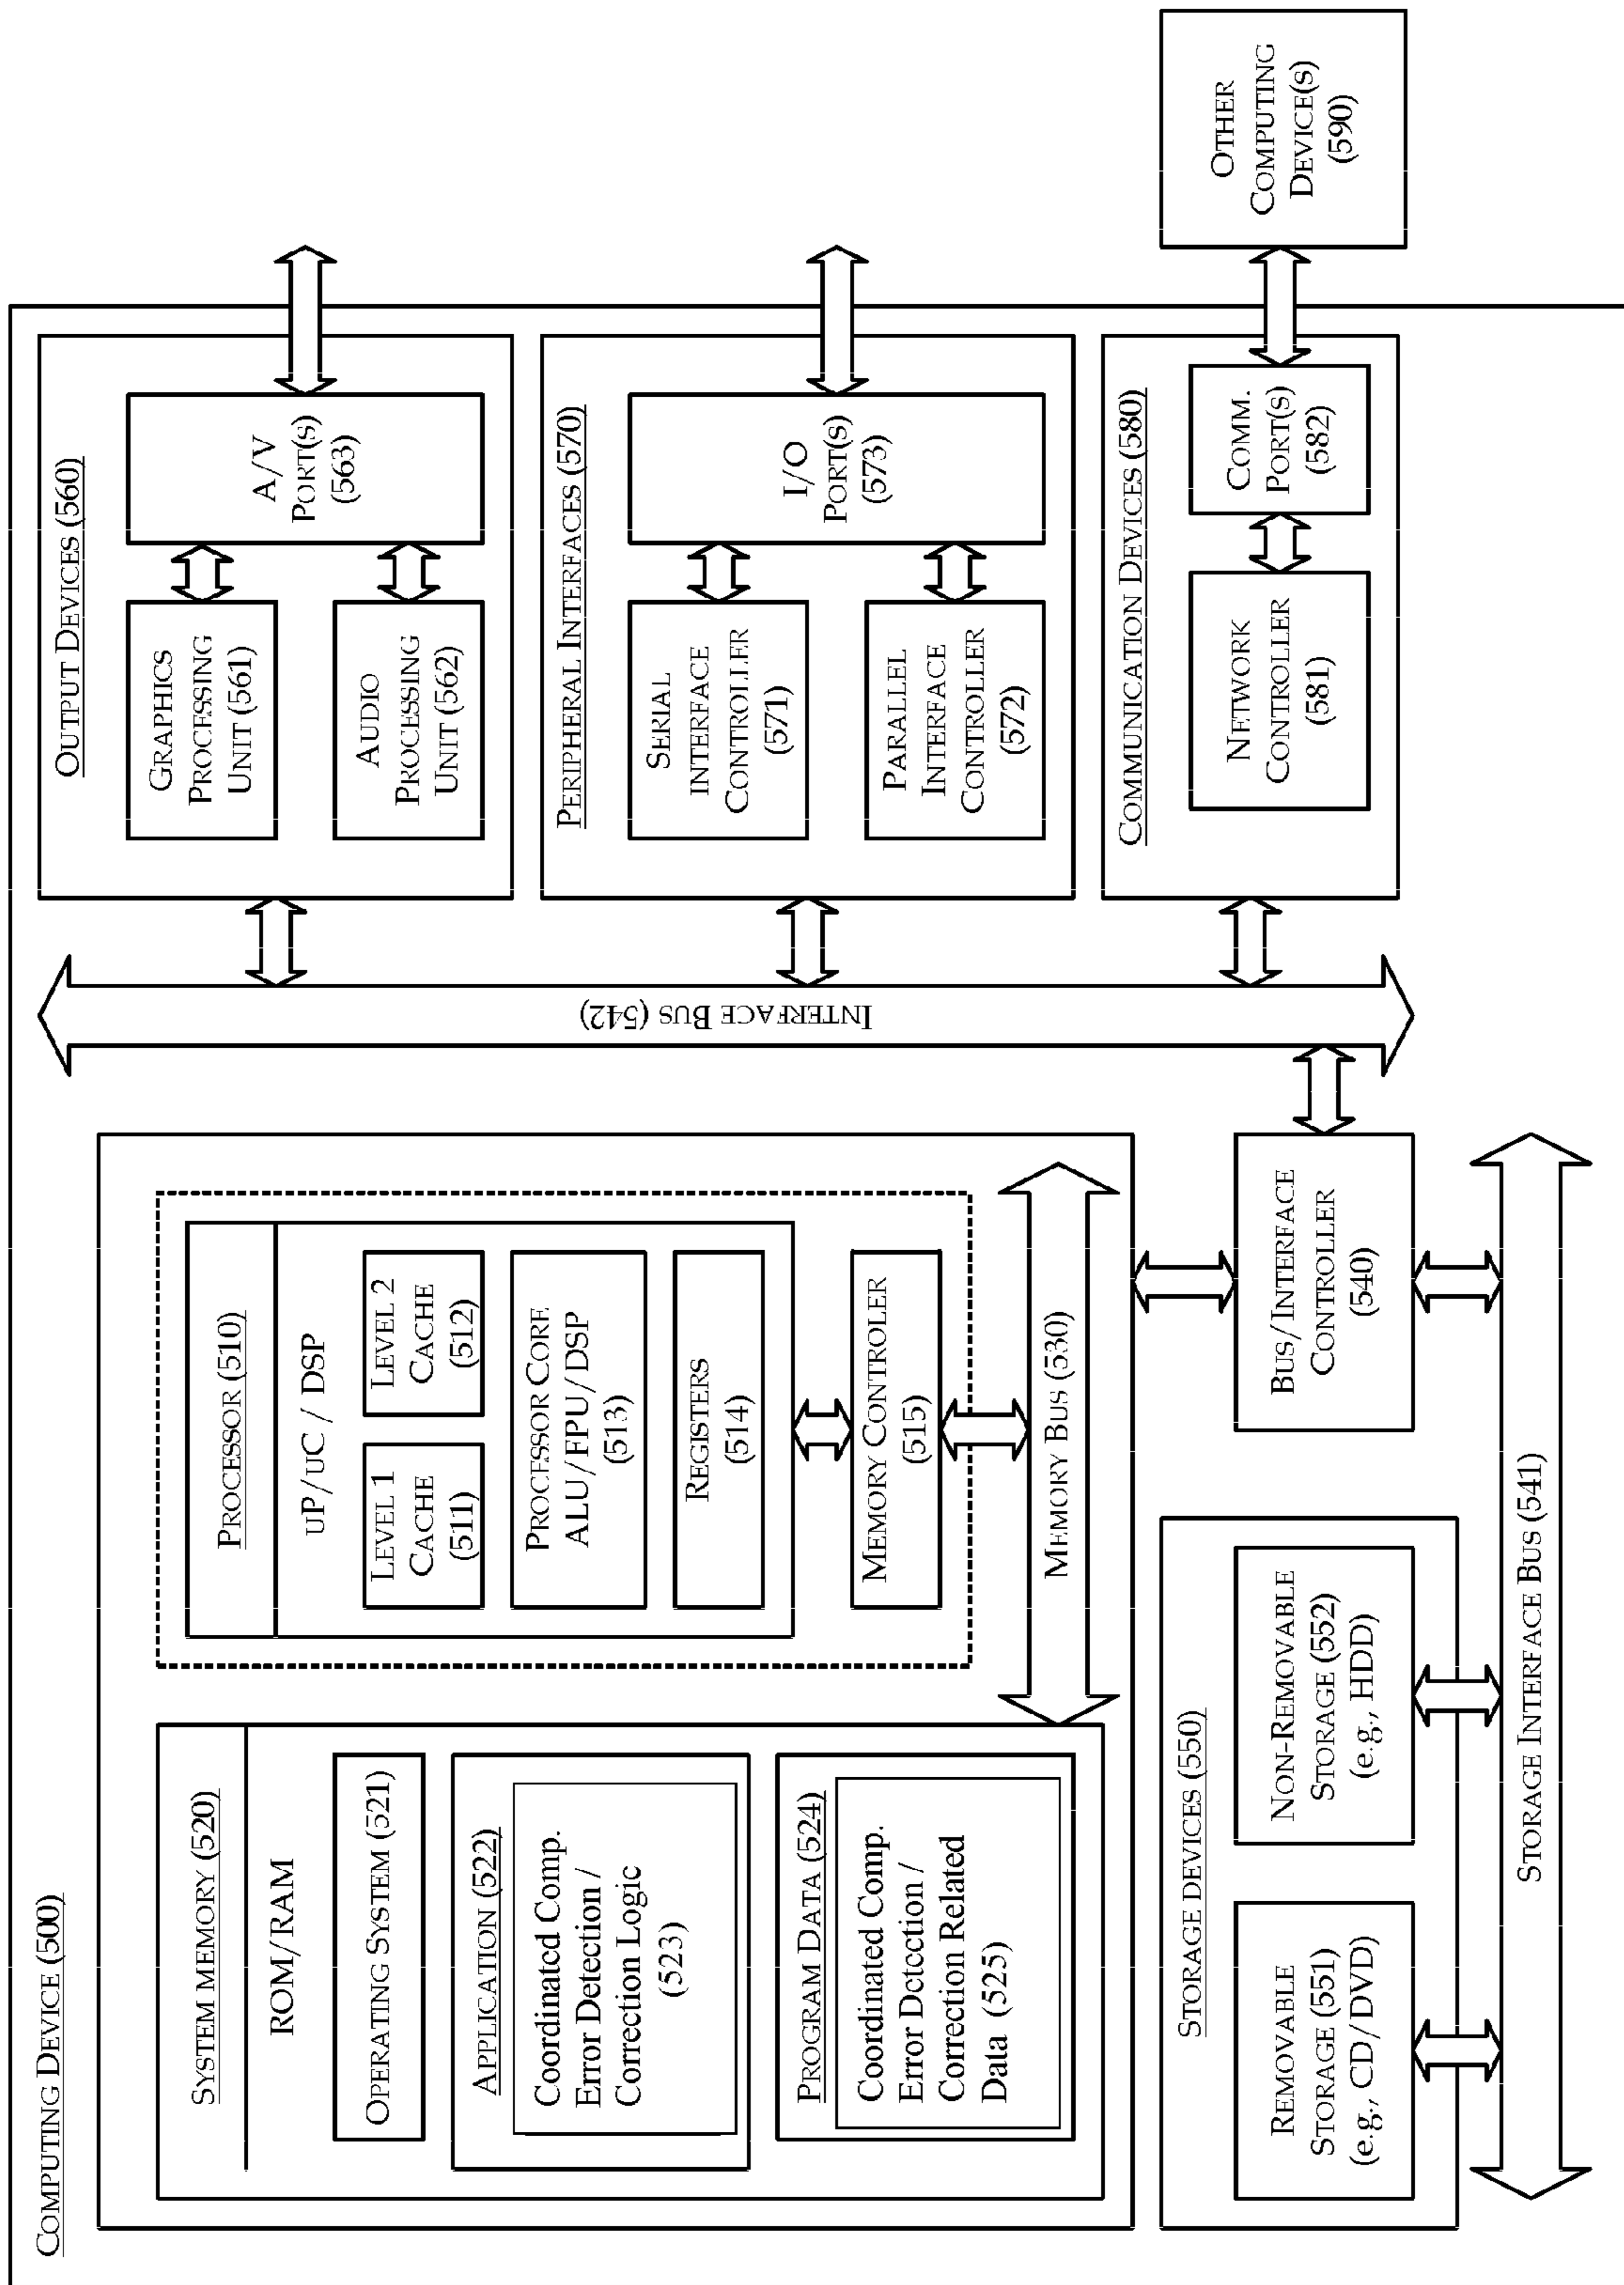 COMPUTING DEVICE (500)
SYSTEM MEMORY (520)
ROM/RAM
OPERATING SYSTEM (521)
APPLICATION (522)
Coordinated Comp.
Error Detection /
Correction Logic
(523)
PROGRAM DATA (524)
Coordinated Comp.
Error Detection /
Correction Related
Data (525)
PROCESSOR (510)
UP/UC / DSP
LEVEL 1
CACHE
(511)
LEVEL 2
CACHE
(512)
PROCESSOR CORE
ALU/FPU/DSP
(513)
REGISTERS
(514)
MEMORY CONTROLLER
(515)
MEMORY BUS (530)
STORAGE DEVICES (550)
REMOVABLE
STORAGE (551)
(e.g., CD/DVD)
NON-REMOVABLE
STORAGE (552)
(e.g., HDD)
BUS/INTERFACE
CONTROLLER
(540)
STORAGE INTERFACE BUS (541)
INTERFACE BUS (542)
OUTPUT DEVICES (560)
GRAPHICS
PROCESSING
UNIT (561)
AUDIO
PROCESSING
UNIT (562)
A/V
PORT(S)
(563)
PERIPHERAL INTERFACES (570)
SERIAL
INTERFACE
CONTROLLER
(571)
PARALLEL
INTERFACE
CONTROLLER
(572)
I/O
PORT(S)
(573)
COMMUNICATION DEVICES (580)
NETWORK
CONTROLLER
(581)
COMM.
PORT(S)
(582)
OTHER
COMPUTING
DEVICE(S)
(590)